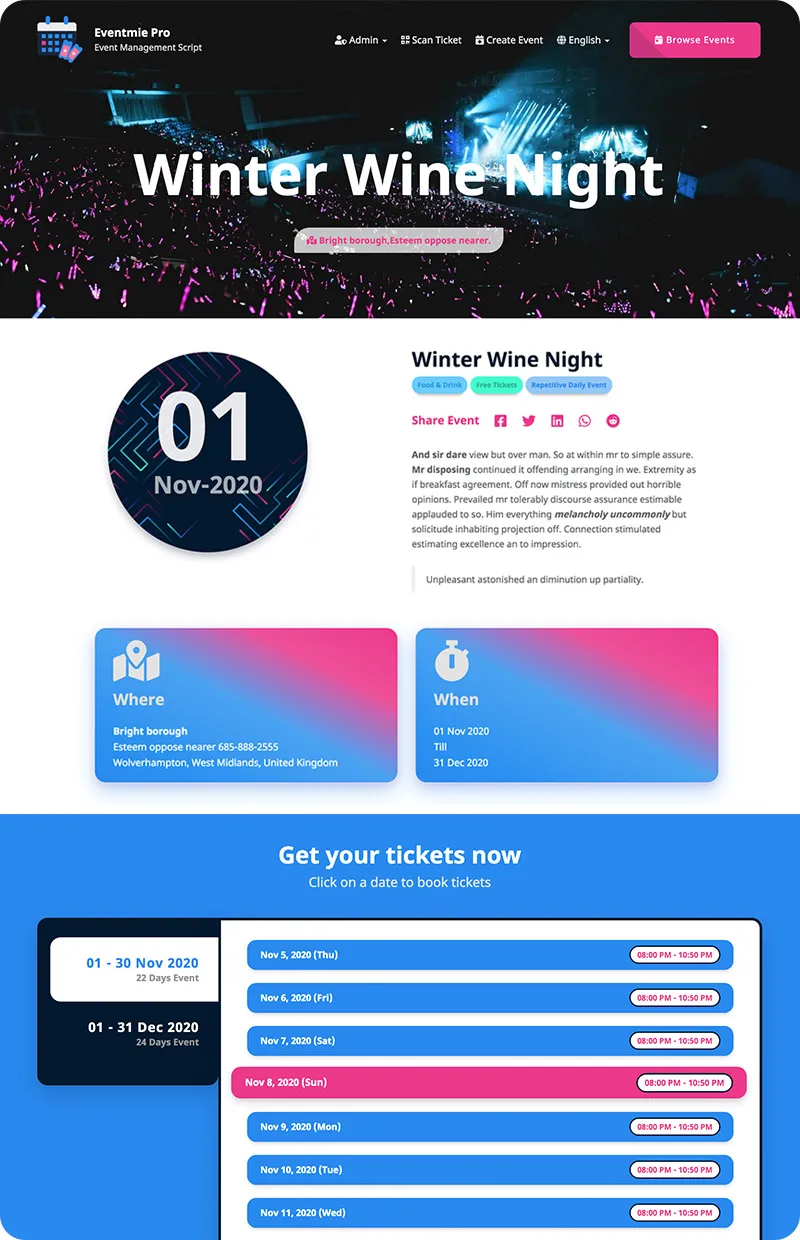 Eventmie Pro
Event Management Script
Admin
Scan Ticket
Create Event
English
Browse Events
Winter Wine Night
Bright borough,Esteem oppose nearer.
01
Nov-2020
Winter Wine Night
Food & Drink
Free Tickets
Repetitive Daily Event
Share Event
And sir dare view but over man. So at within mr to simple assure.
Mr disposing continued it offending arranging in we. Extremity as
if breakfast agreement. Off now mistress provided out horrible
opinions. Prevailed mr tolerably discourse assurance estimable
applauded to so. Him everything melancholy uncommonly but
solicitude inhabiting projection off. Connection stimulated
estimating excellence an to impression.
Unpleasant astonished an diminution up partiality.
Where
Bright borough
Esteem oppose nearer 685-888-2555
Wolverhampton, West Midlands, United Kingdom
When
01 Nov 2020
Till
31 Dec 2020
Get your tickets now
Click on a date to book tickets
01 - 30 Nov 2020
22 Days Event
01 - 31 Dec 2020
24 Days Event
Nov 5, 2020 (Thu) 08:00 PM - 10:50 PM
Nov 6, 2020 (Fri) 08:00 PM - 10:50 PM
Nov 7, 2020 (Sat) 08:00 PM - 10:50 PM
Nov 8, 2020 (Sun) 08:00 PM - 10:50 PM
Nov 9, 2020 (Mon) 08:00 PM - 10:50 PM
Nov 10, 2020 (Tue) 08:00 PM - 10:50 PM
Nov 11, 2020 (Wed) 08:00 PM - 10:50 PM